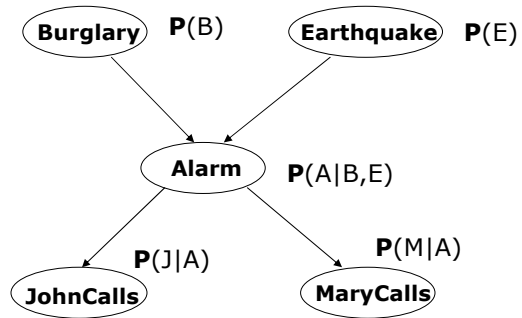 Burglary P(B)
Earthquake P(E)
Alarm P(A|B,E)
P(J|A)
P(M|A)
JohnCalls
MaryCalls